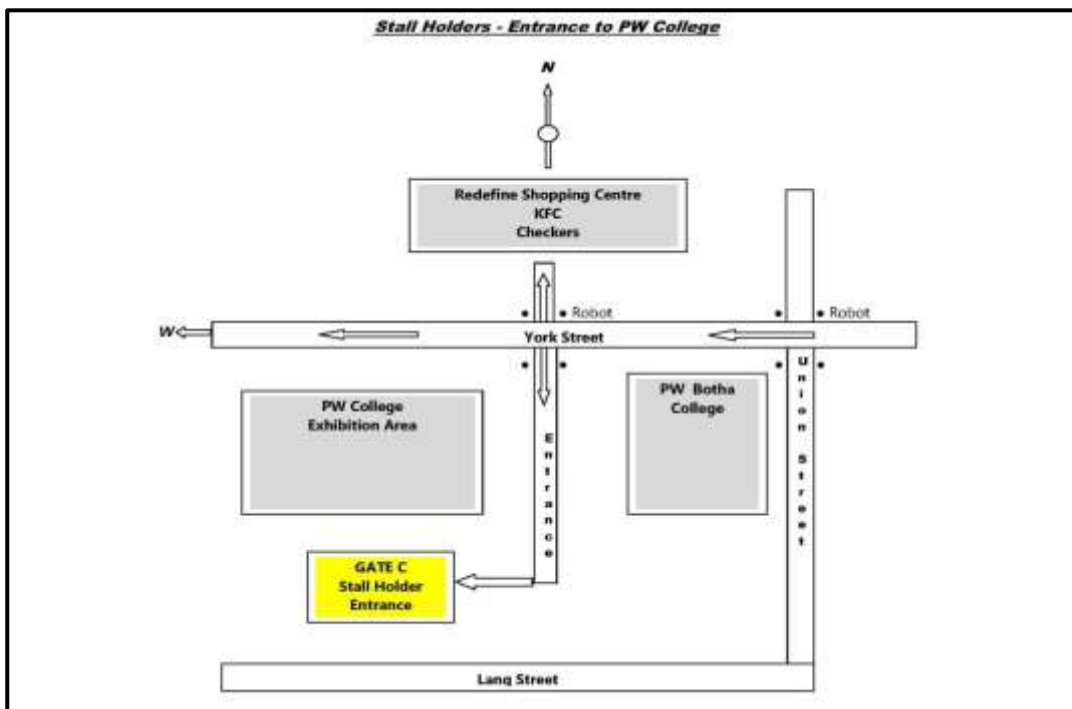 Stall Holders - Entrance to PW College
N
Redefine Shopping Centre
KFC
Checkers
Robot
Robot
W
York Street
PW College
Exhibition Area
PW Botha
College
Union Street
Entrance
GATE C
Stall Holder
Entrance
Lang Street